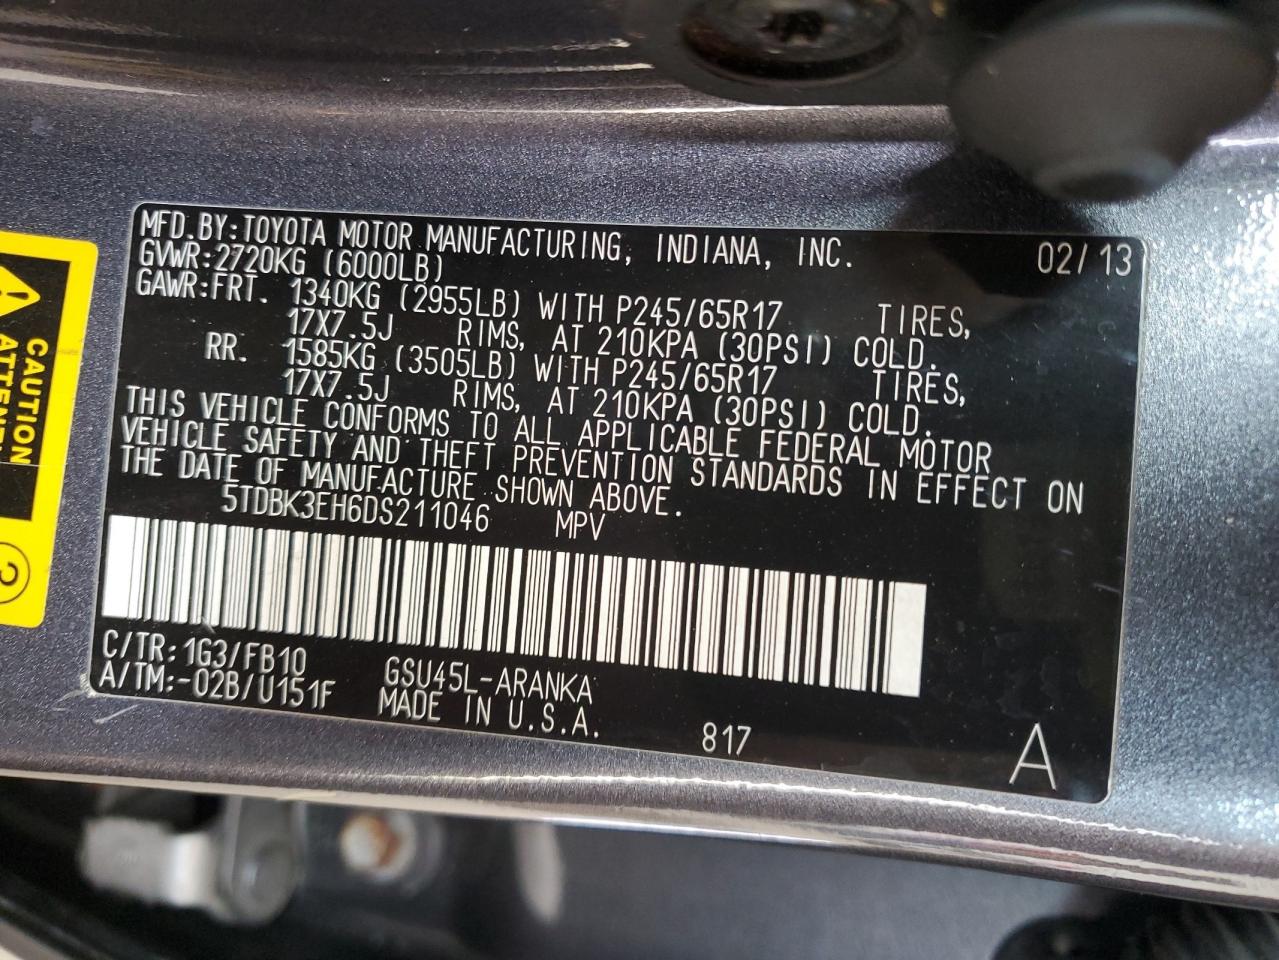 MFD.BY:TOYOTA MOTOR MANUFACTURING, INDIANA, INC. 02/13
GVWR:2720KG (6000LB)
GAWR:FRT. 1340KG (2955LB) WITH P245/65R17 TIRES,
17X7.5J RIMS, AT 210KPA (30PSI) COLD.
RR. 1585KG (3505LB) WITH P245/65R17 TIRES,
17X7.5J RIMS, AT 210KPA (30PSI) COLD.
THIS VEHICLE CONFORMS TO ALL APPLICABLE FEDERAL MOTOR
VEHICLE SAFETY AND THEFT PREVENTION STANDARDS IN EFFECT ON
THE DATE OF MANUFACTURE SHOWN ABOVE.
5TDBK3EH6DS211046 MPV
C/TR:1G3/FB10 GSU45L-ARANKA
A/TM:-02B/U151F MADE IN U.S.A.
817 A
CAUTION